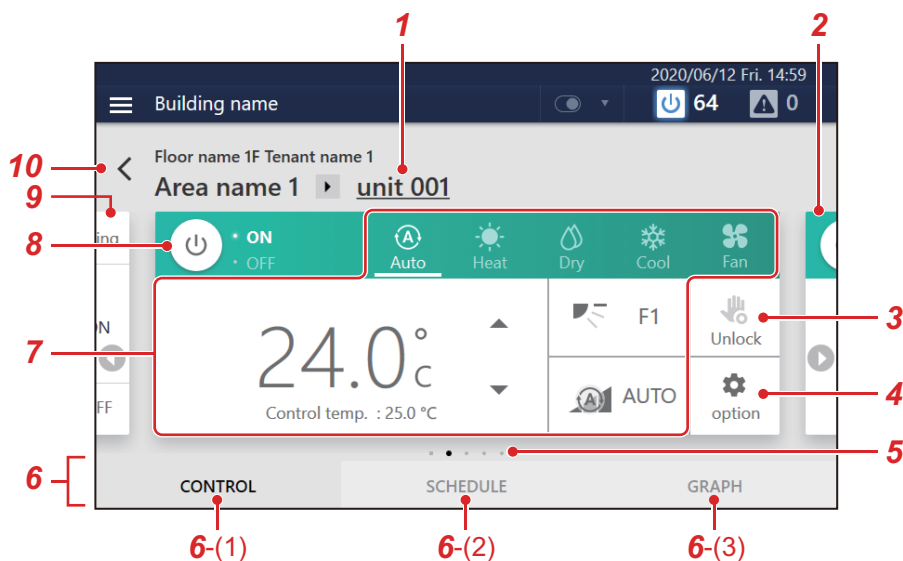 1
2
2020/06/12 Fri. 14:59
Building name
64
0
10
Floor name 1F Tenant name 1
Area name 1 unit 001
9
8
ing
ON
OFF
A
Auto
Heat
Dry
Cool
Fan
7
ON
FF
24.0°C
Control temp. : 25.0 °C
F1
A
AUTO
Unlock
3
option
4
5
6
CONTROL
SCHEDULE
GRAPH
6-(1)
6-(2)
6-(3)